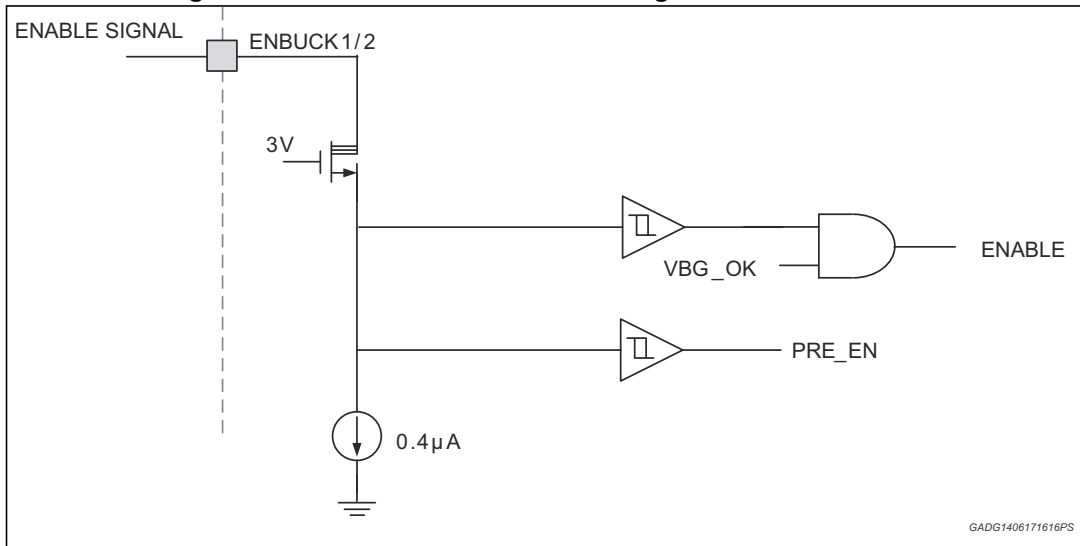 ENABLE SIGNAL
ENBUCK1/2
3V
VBG_OK
ENABLE
PRE_EN
0.4µA
GADG1406171616PS